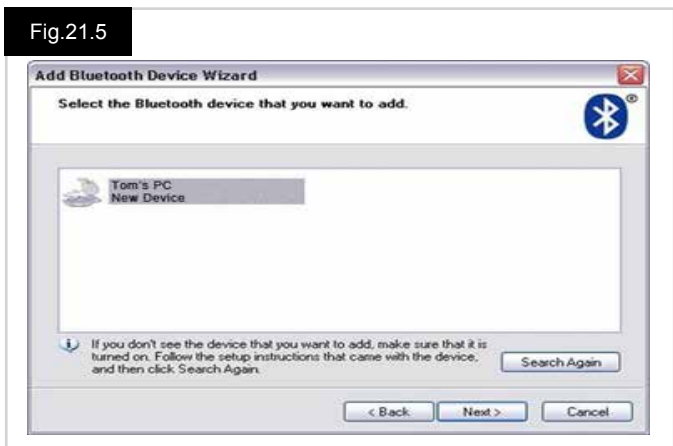 Fig.21.5
Add Bluetooth Device Wizard
Select the Bluetooth device that you want to add.
®
Tom's PC
New Device
If you don't see the device that you want to add, make sure that it is
turned on. Follow the setup instructions that came with the device,
and then click Search Again.
Search Again
< Back
Next >
Cancel